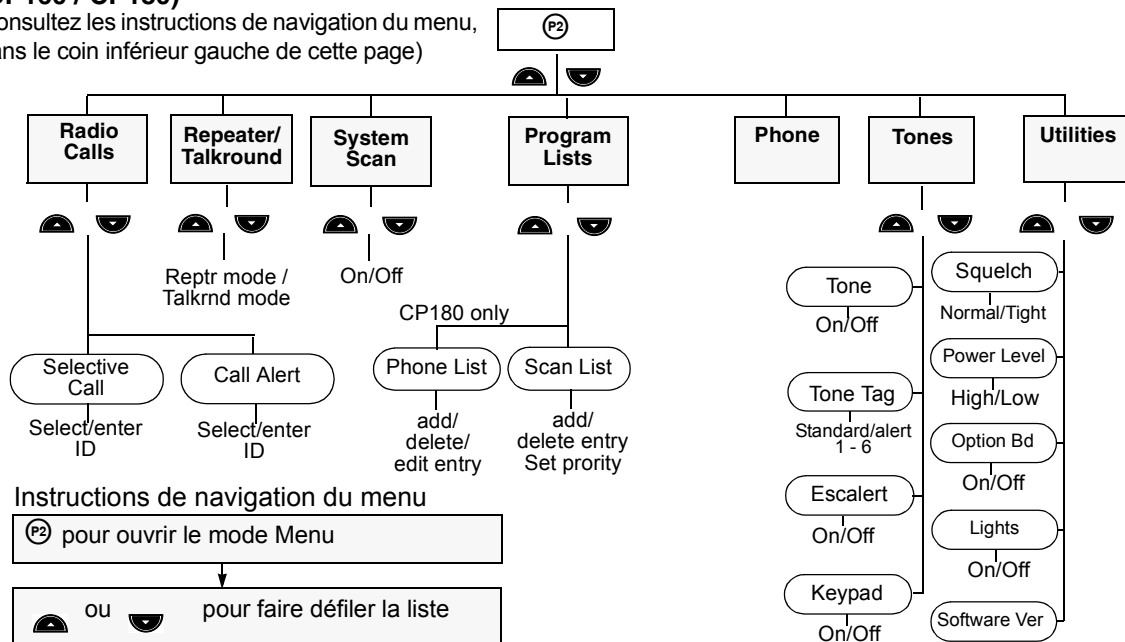 onsultez les instructions de navigation du menu,
ns le coin inférieur gauche de cette page)
P2
Radio
Calls
Repeater/
Talkround
System
Scan
Program
Lists
Phone
Tones
Utilities
Reptr mode /
Talkrnd mode
On/Off
CP180 only
Selective
Call
Select/enter
ID
Call Alert
Select/enter
ID
Phone List
add/
delete/
edit entry
Scan List
add/
delete entry
Set prority
Tone
On/Off
Tone Tag
Standard/alert
1 - 6
Escalert
On/Off
Keypad
On/Off
Squelch
Normal/Tight
Power Level
High/Low
Option Bd
On/Off
Lights
On/Off
Software Ver
Instructions de navigation du menu
P2 pour ouvrir le mode Menu
ou pour faire défiler la liste